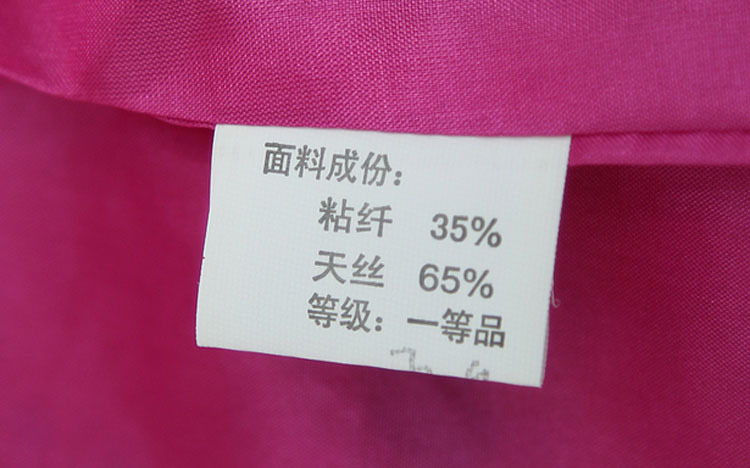 面料成份：
粘纤 35%
天丝 65%
等级：一等品